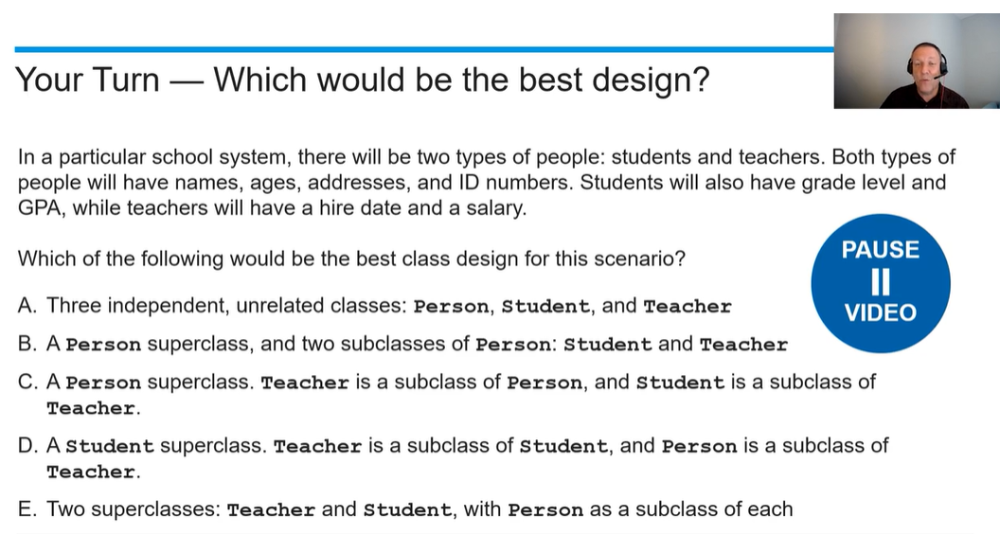 Your Turn — Which would be the best design?
In a particular school system, there will be two types of people: students and teachers. Both types of
people will have names, ages, addresses, and ID numbers. Students will also have grade level and
GPA, while teachers will have a hire date and a salary.
Which of the following would be the best class design for this scenario?
PAUSE
VIDEO
A. Three independent, unrelated classes: Person, Student, and Teacher
B. A Person superclass, and two subclasses of Person: Student and Teacher
C. A Person superclass. Teacher is a subclass of Person, and Student is a subclass of
Teacher.
D. A Student superclass. Teacher is a subclass of Student, and Person is a subclass of
Teacher.
E. Two superclasses: Teacher and Student, with Person as a subclass of each